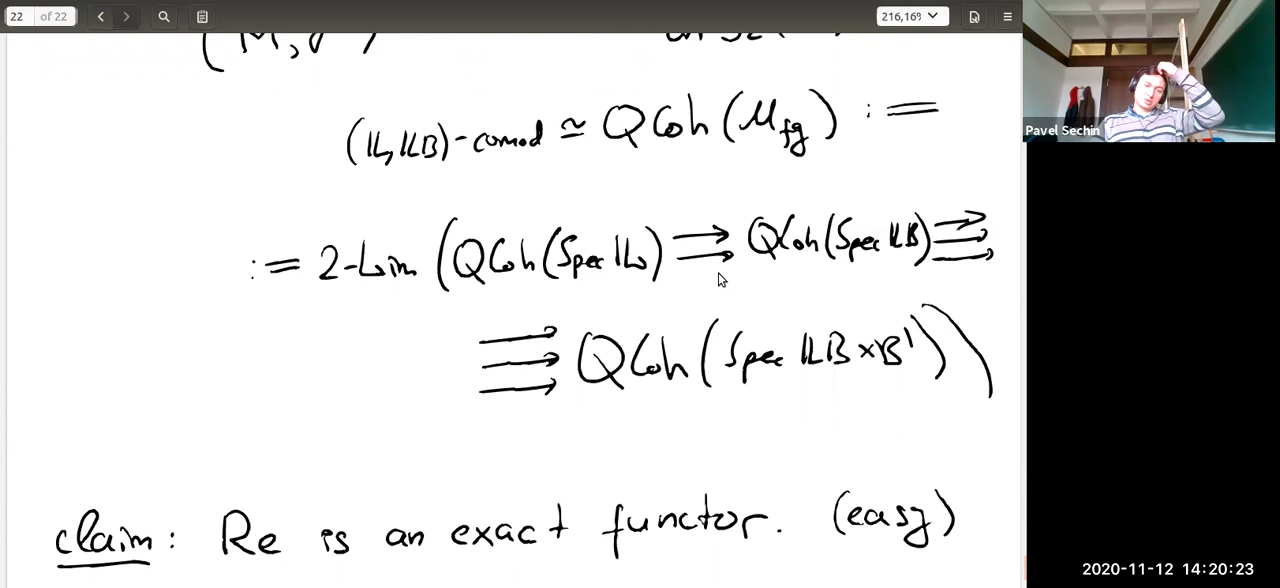 22 of 22
216,16%
(M,
(𝕃, 𝕃B)-comod ≃ QCoh(M_fg) :=
:= 2-Lim (QCoh(Spec 𝕃) ⇉ QCoh(Spec 𝕃B) ⇶
⇶ QCoh(Spec 𝕃B×B'))
claim: Re is an exact functor. (easy)
Pavel Sechin
2020-11-12 14:20:23